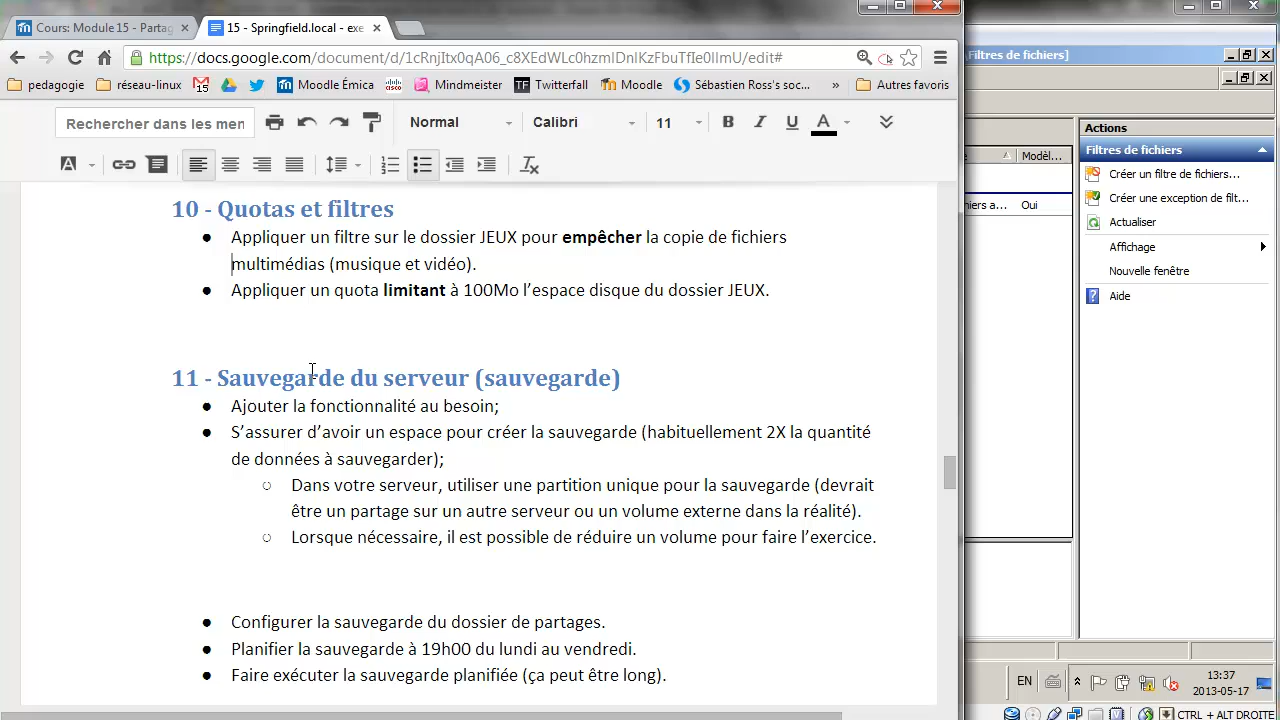 Cours: Module 15 - Partag
15 - Springfield.local - exe
https://docs.google.com/document/d/1cRnjItx0qA06_c8XEdWLc0hzmIDnlKzFbuTfIe0lImU/edit#
pedagogie
réseau-linux
15
Moodle Émica
Mindmeister
Twitterfall
Moodle
Sébastien Ross's soc...
»
Autres favoris
Rechercher dans les men
Normal
Calibri
11
B
I
U
A
10 - Quotas et filtres
● Appliquer un filtre sur le dossier JEUX pour empêcher la copie de fichiers
multimédias (musique et vidéo).
● Appliquer un quota limitant à 100Mo l’espace disque du dossier JEUX.
11 - Sauvegarde du serveur (sauvegarde)
● Ajouter la fonctionnalité au besoin;
● S’assurer d’avoir un espace pour créer la sauvegarde (habituellement 2X la quantité
de données à sauvegarder);
○ Dans votre serveur, utiliser une partition unique pour la sauvegarde (devrait
être un partage sur un autre serveur ou un volume externe dans la réalité).
○ Lorsque nécessaire, il est possible de réduire un volume pour faire l’exercice.
● Configurer la sauvegarde du dossier de partages.
● Planifier la sauvegarde à 19h00 du lundi au vendredi.
● Faire exécuter la sauvegarde planifiée (ça peut être long).
Filtres de fichiers]
Modèl...
hiers a...
Oui
Actions
Filtres de fichiers
Créer un filtre de fichiers...
Créer une exception de filt...
Actualiser
Affichage
Nouvelle fenêtre
Aide
EN
13:37
2013-05-17
CTRL + ALT DROITE